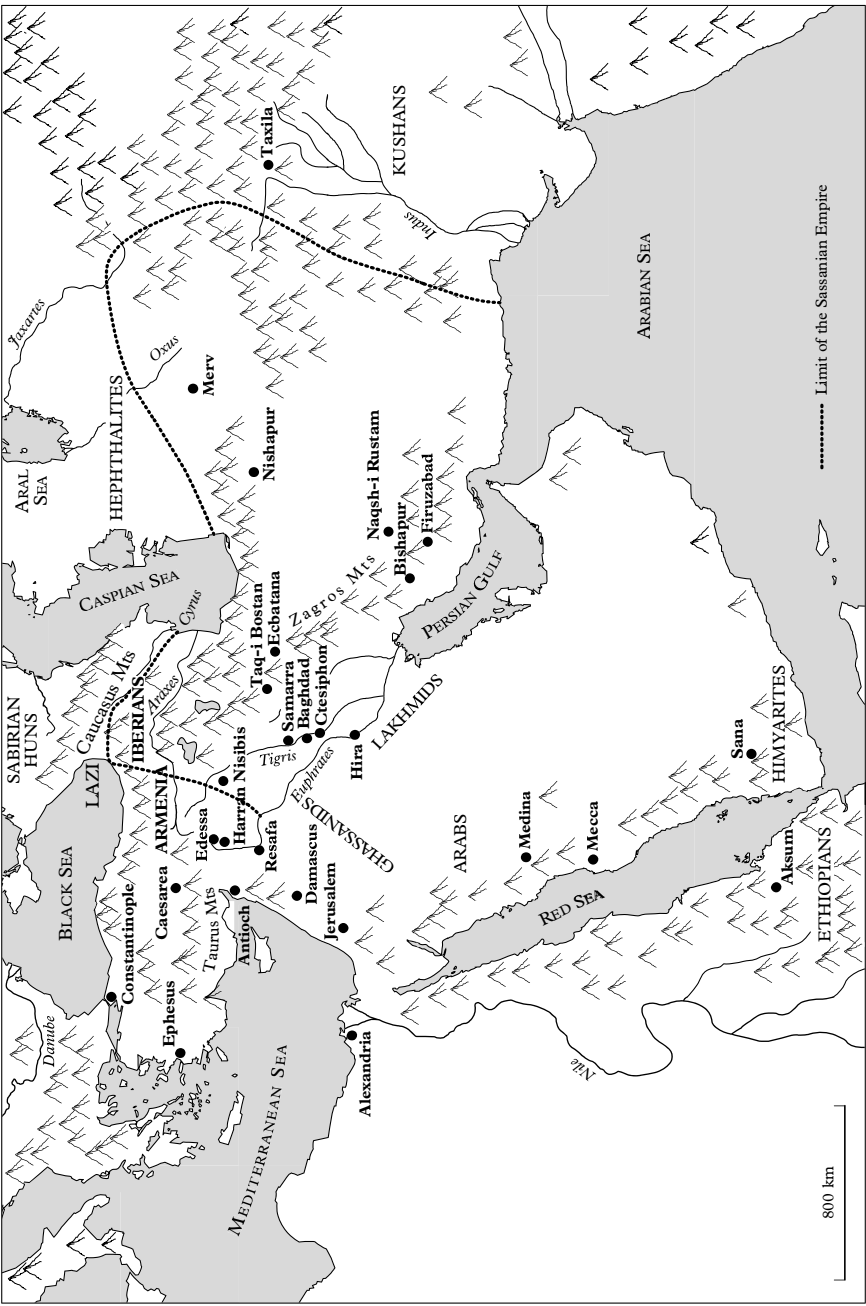 SABIRIAN
HUNS
ARAL
SEA
Jaxartes
HEPHTHALITES
Oxus
Merv
CASPIAN SEA
Cyrus
Caucasus Mts
LAZI
IBERIANS
Araxes
ARMENIA
BLACK SEA
Danube
Constantinople
Caesarea
Ephesus
Taurus Mts
Antioch
Edessa
Harran
Nisibis
Resafa
Tigris
Euphrates
Samarra
Baghdad
Ctesiphon
Taq-i Bostan
Ecbatana
Zagros Mts
Nishapur
Naqsh-i Rustam
Bishapur
Firuzabad
Taxila
KUSHANS
Indus
PERSIAN GULF
ARABIAN SEA
Hira
LAKHMIDS
GHASSANIDS
Damascus
Jerusalem
MEDITERRANEAN SEA
Alexandria
Nile
ARABS
Medina
Mecca
RED SEA
Sana
HIMYARITES
Aksum
ETHIOPIANS
800 km
Limit of the Sassanian Empire